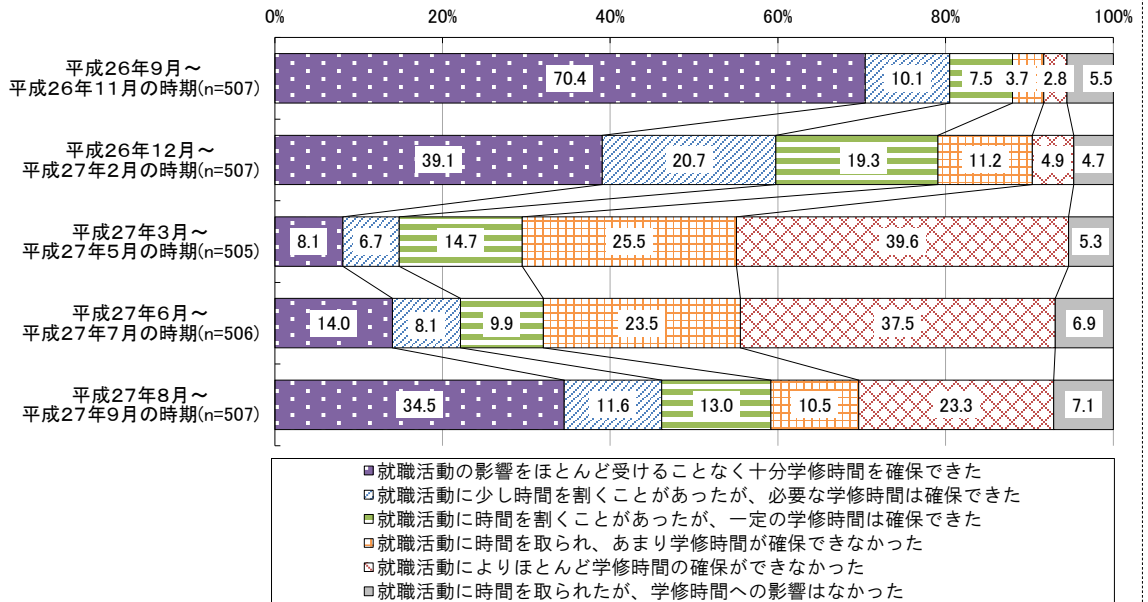 0% 20% 40% 60% 80% 100%
平成26年9月～
平成26年11月の時期(n=507)
70.4 10.1 7.5 3.7 2.8 5.5
平成26年12月～
平成27年2月の時期(n=507)
39.1 20.7 19.3 11.2 4.9 4.7
平成27年3月～
平成27年5月の時期(n=505)
8.1 6.7 14.7 25.5 39.6 5.3
平成27年6月～
平成27年7月の時期(n=506)
14.0 8.1 9.9 23.5 37.5 6.9
平成27年8月～
平成27年9月の時期(n=507)
34.5 11.6 13.0 10.5 23.3 7.1
就職活動の影響をほとんど受けることなく十分学修時間を確保できた
就職活動に少し時間を割くことがあったが、必要な学修時間は確保できた
就職活動に時間を割くことがあったが、一定の学修時間は確保できた
就職活動に時間を取られ、あまり学修時間が確保できなかった
就職活動によりほとんど学修時間の確保ができなかった
就職活動に時間を取られたが、学修時間への影響はなかった